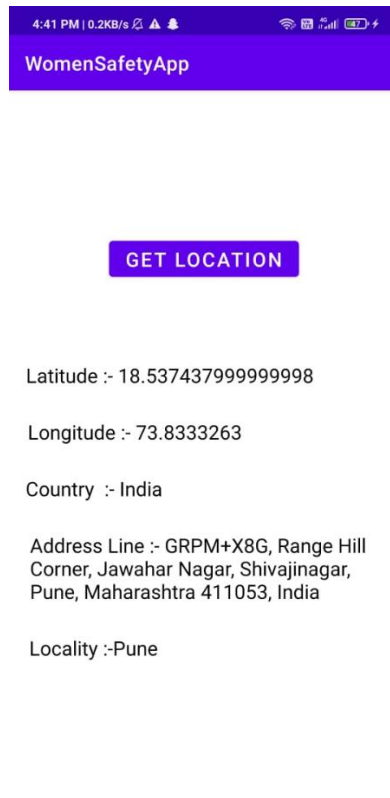 4:41 PM | 0.2KB/s
WomenSafetyApp
GET LOCATION
Latitude :- 18.537437999999998
Longitude :- 73.8333263
Country  :- India
Address Line :- GRPM+X8G, Range Hill
Corner, Jawahar Nagar, Shivajinagar,
Pune, Maharashtra 411053, India
Locality :-Pune